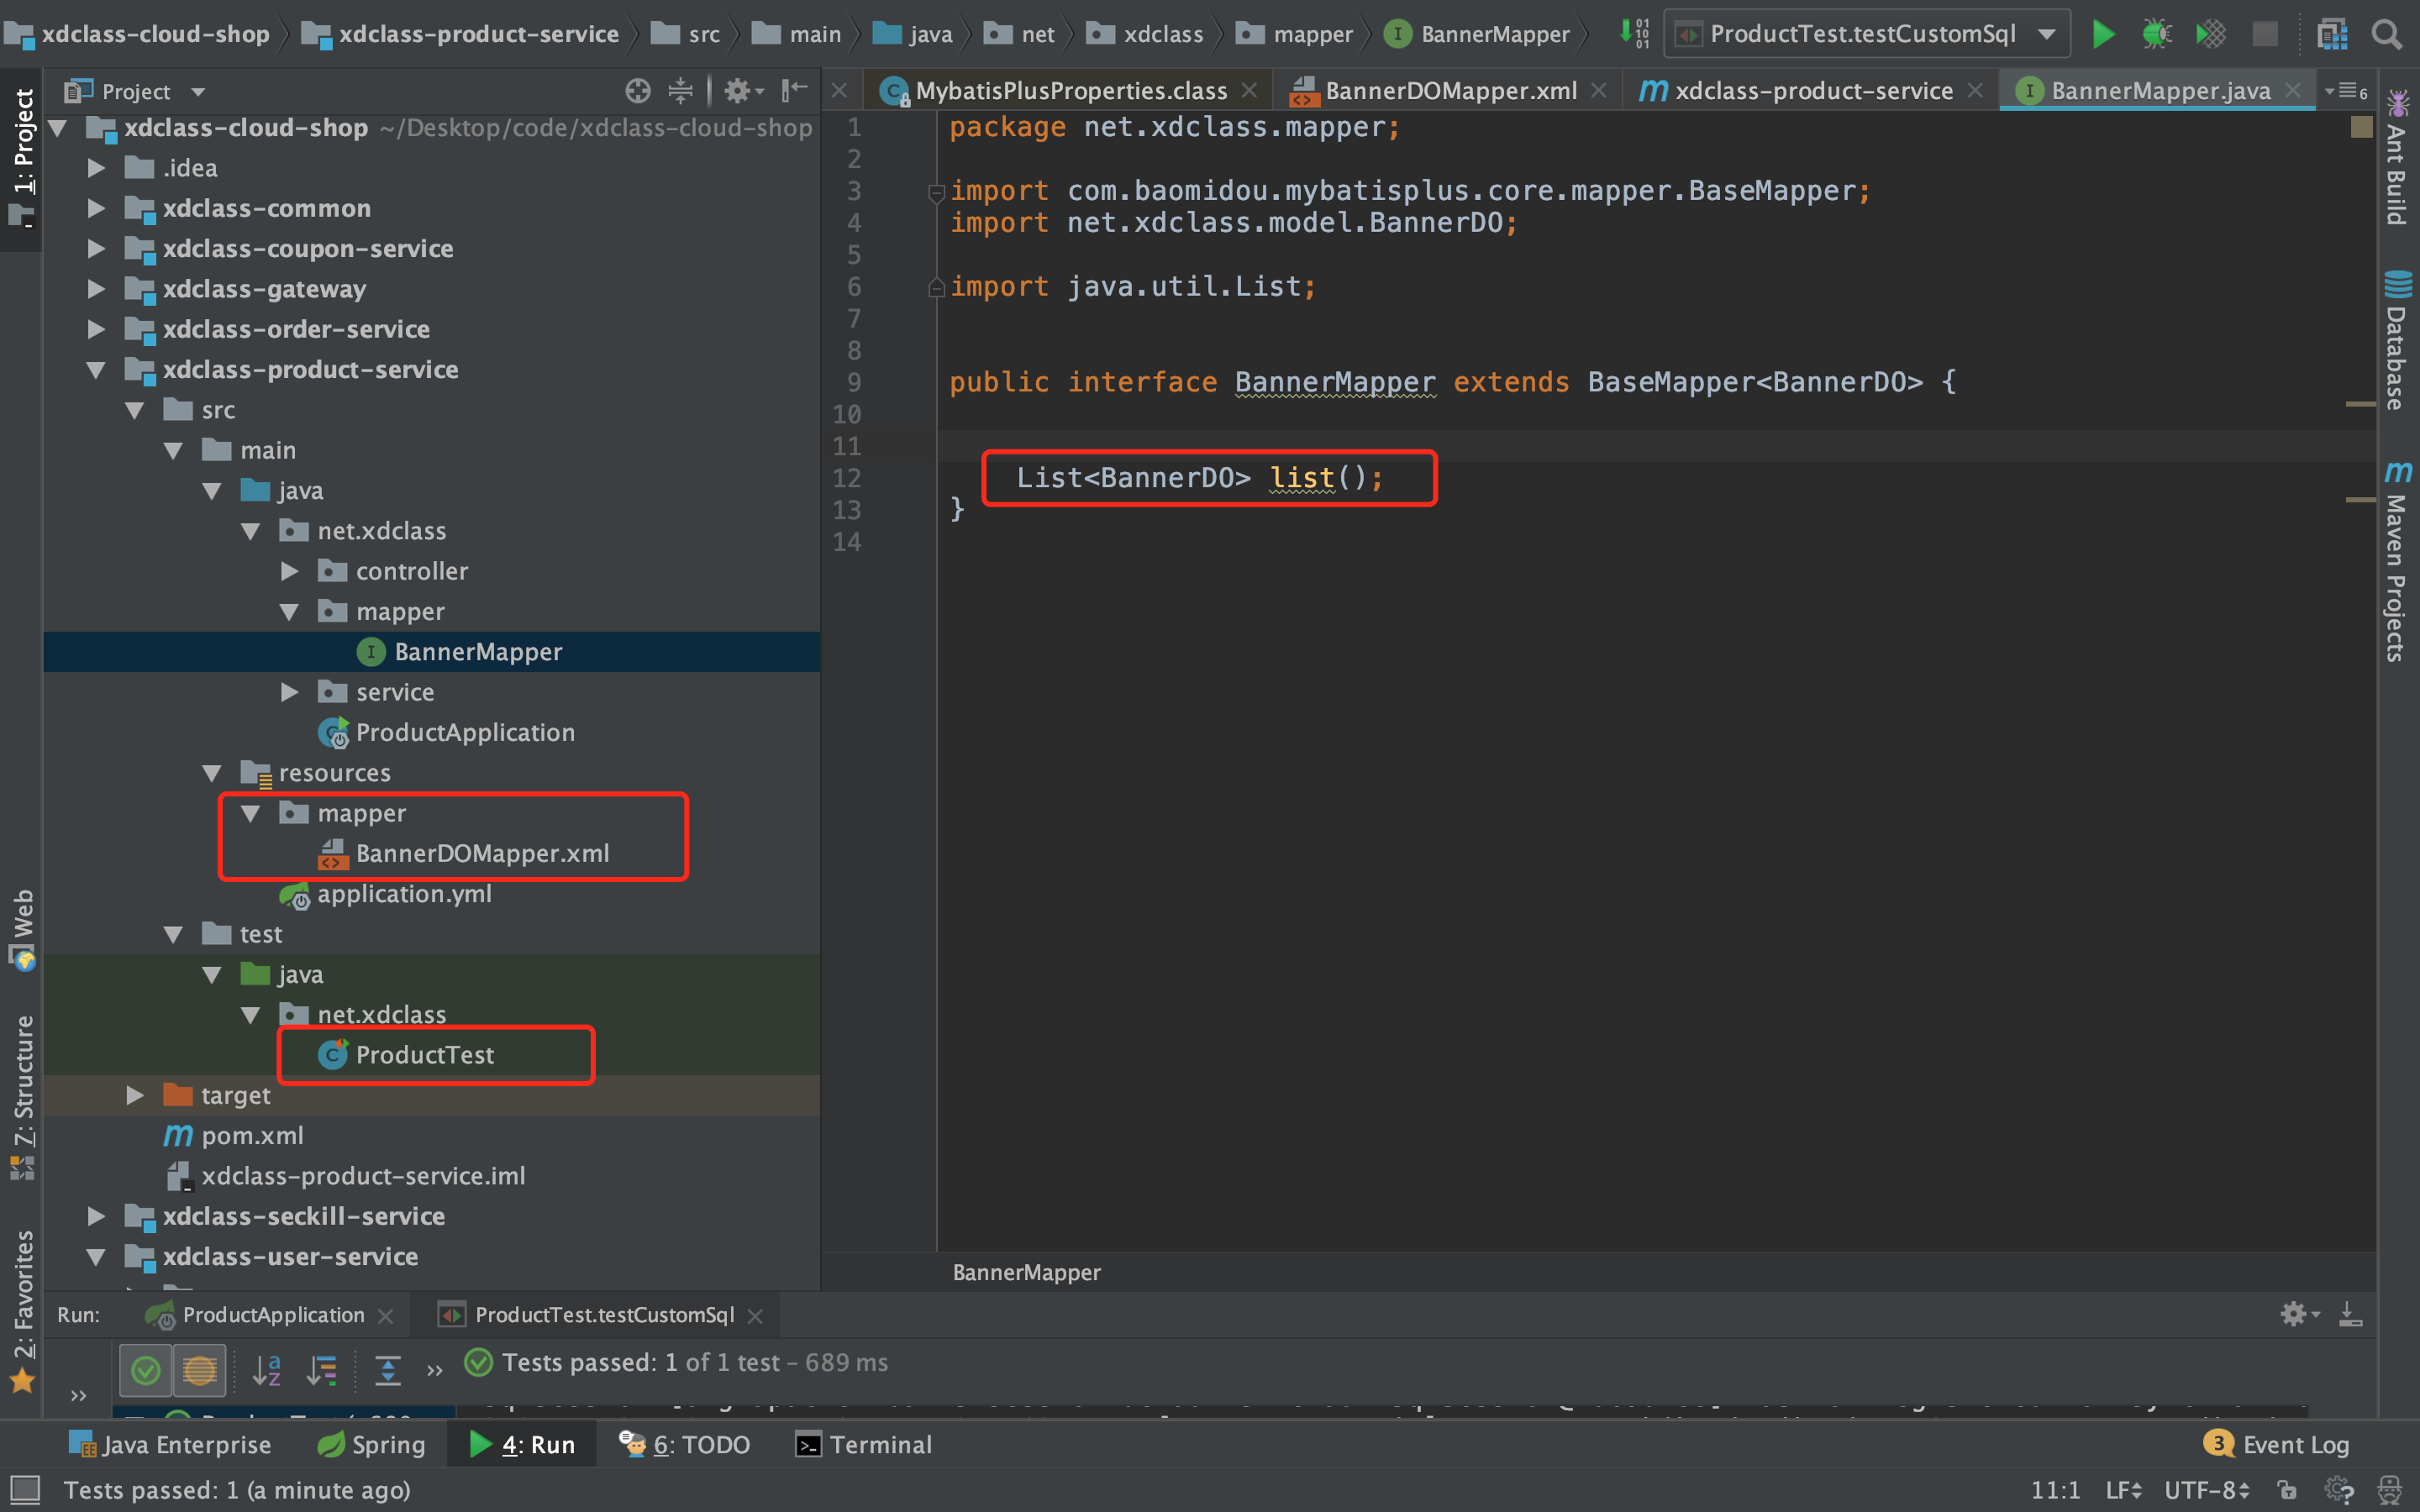 xdclass-cloud-shop xdclass-product-service src main java net xdclass mapper I BannerMapper ProductTest.testCustomSql
Project MybatisPlusProperties.class BannerDOMapper.xml xdclass-product-service BannerMapper.java 6
1: Project
Web
Z: Structure
2: Favorites
xdclass-cloud-shop ~/Desktop/code/xdclass-cloud-shop
.idea
xdclass-common
xdclass-coupon-service
xdclass-gateway
xdclass-order-service
xdclass-product-service
src
main
java
net.xdclass
controller
mapper
BannerMapper
service
ProductApplication
resources
mapper
BannerDOMapper.xml
application.yml
test
java
net.xdclass
ProductTest
target
pom.xml
xdclass-product-service.iml
xdclass-seckill-service
xdclass-user-service
1 package net.xdclass.mapper;
2
3 import com.baomidou.mybatisplus.core.mapper.BaseMapper;
4 import net.xdclass.model.BannerDO;
5
6 import java.util.List;
7
8
9 public interface BannerMapper extends BaseMapper<BannerDO> {
10
11
12 List<BannerDO> list();
13 }
14
BannerMapper
Ant Build
Database
Maven Projects
Run: ProductApplication ProductTest.testCustomSql
Tests passed: 1 of 1 test – 689 ms
Java Enterprise Spring 4: Run 6: TODO Terminal 3 Event Log
Tests passed: 1 (a minute ago) 11:1 LF UTF-8